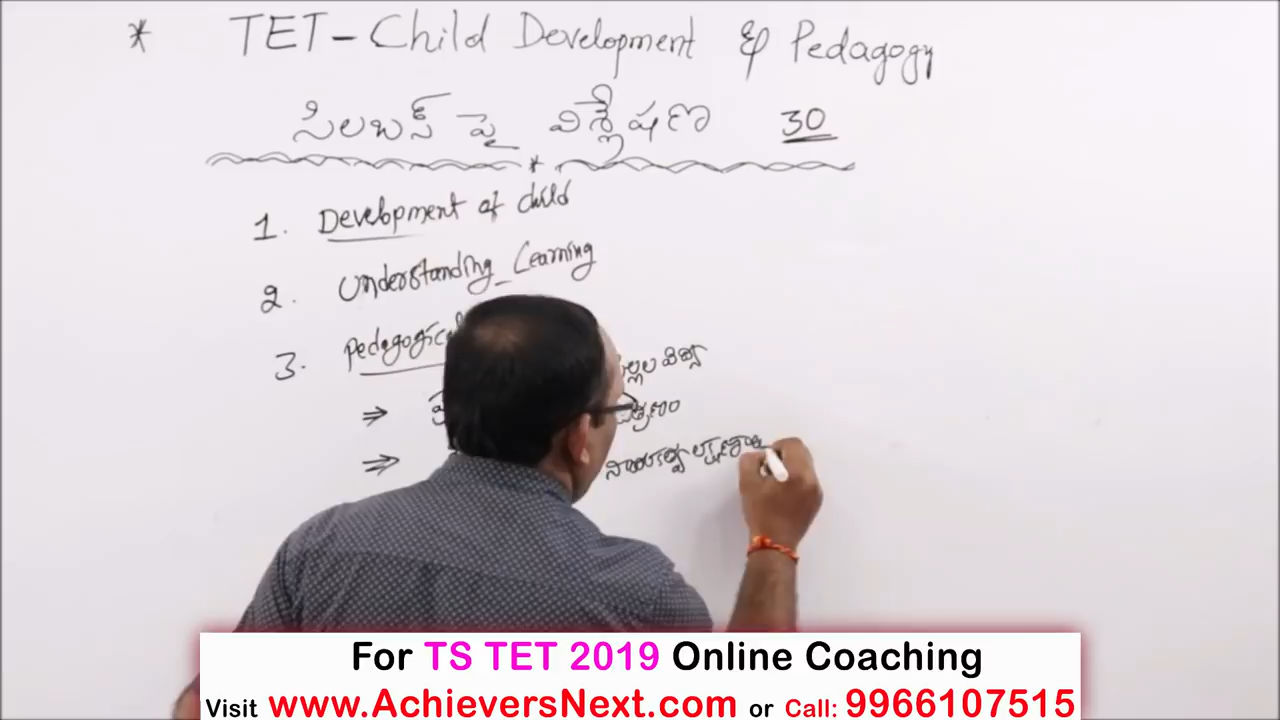 * TET - Child Development & Pedagogy
సిలబస్ పై విశ్లేషణ 30
*
1. Development of child
2. Understanding Learning
3. Pedagogical
⇒
⇒ నాయకత్వ
For TS TET 2019 Online Coaching
Visit www.AchieversNext.com or Call: 9966107515